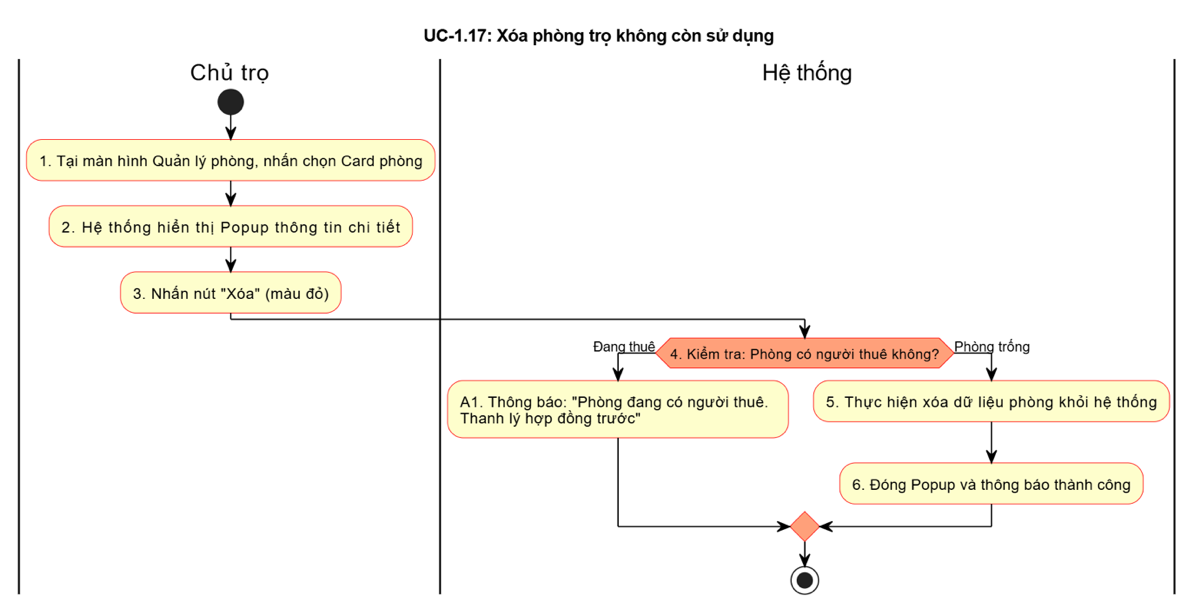 UC-1.17: Xóa phòng trọ không còn sử dụng
Chủ trọ
Hệ thống
1. Tại màn hình Quản lý phòng, nhấn chọn Card phòng
2. Hệ thống hiển thị Popup thông tin chi tiết
3. Nhấn nút "Xóa" (màu đỏ)
Đang thuê
4. Kiểm tra: Phòng có người thuê không?
Phòng trống
A1. Thông báo: "Phòng đang có người thuê.
Thanh lý hợp đồng trước"
5. Thực hiện xóa dữ liệu phòng khỏi hệ thống
6. Đóng Popup và thông báo thành công